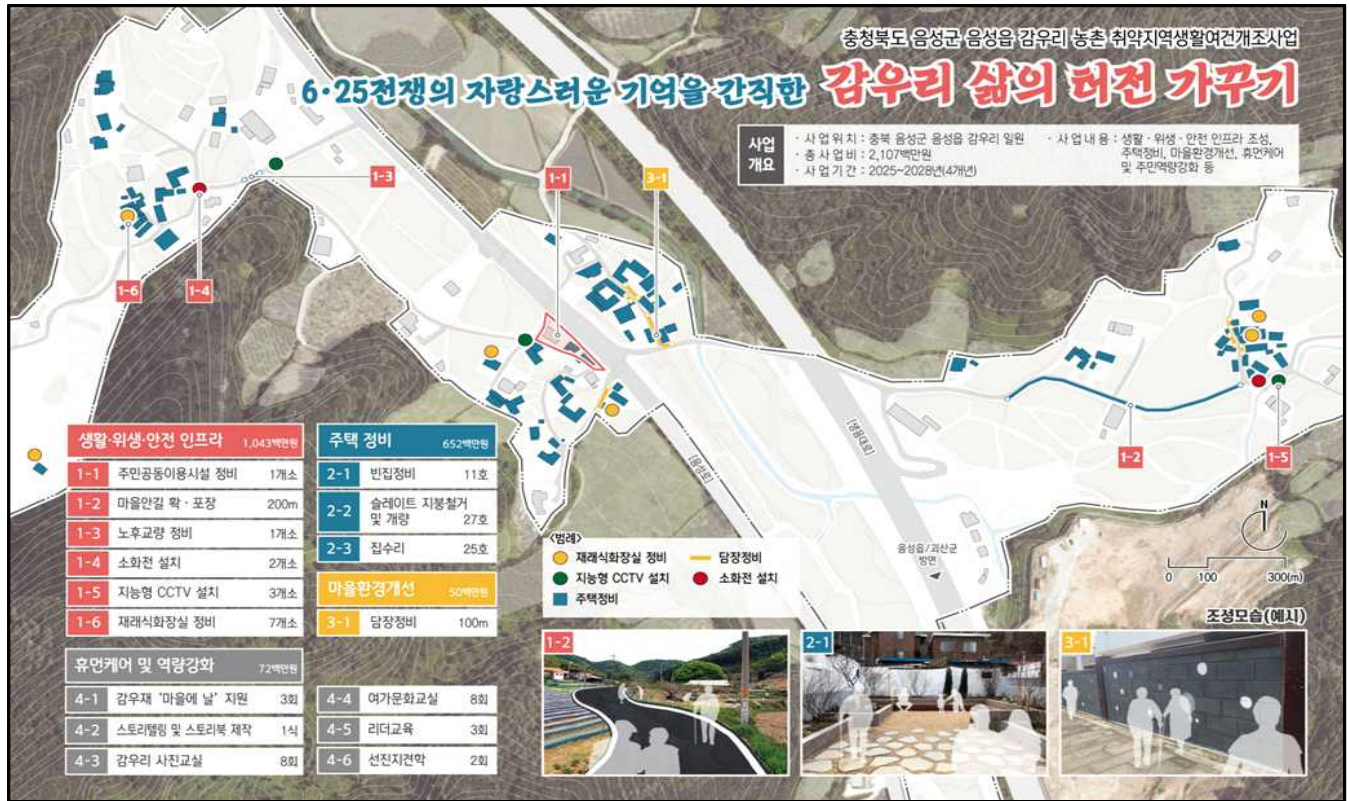 충청북도 음성군 음성읍 감우리 농촌 취약지역생활여건개조사업
6·25전쟁의 자랑스러운 기억을 간직한 감우리 삶의 허전 가꾸기
사업
개요
· 사업위치 : 충북 음성군 음성읍 감우리 일원
· 총사업비 : 2,107백만원
· 사업기간 : 2025~2028년(4개년)
· 사업내용 : 생활·위생·안전 인프라 조성,
주택정비, 마을환경개선, 휴먼케어
및 주민역량강화 등
1-3
1-1
3-1
1-6
1-4
1-2
1-5
[음성로]
[생음대로]
음성읍/괴산군
방면
N
0 100 300(m)
생활·위생·안전 인프라 1,043백만원
1-1 주민공동이용시설 정비 1개소
1-2 마을안길 확·포장 200m
1-3 노후교량 정비 1개소
1-4 소화전 설치 2개소
1-5 지능형 CCTV 설치 3개소
1-6 재래식화장실 정비 7개소
주택 정비 652백만원
2-1 빈집정비 11호
2-2 슬레이트 지붕철거
및 개량 27호
2-3 집수리 25호
마을환경개선 50백만원
3-1 담장정비 100m
휴먼케어 및 역량강화 72백만원
4-1 감우재 '마을에 날' 지원 3회
4-2 스토리텔링 및 스토리북 제작 1식
4-3 감우리 사진교실 8회
4-4 여가문화교실 8회
4-5 리더교육 3회
4-6 선진지견학 2회
<범례>
재래식화장실 정비 담장정비
지능형 CCTV 설치 소화전 설치
주택정비
조성모습(예시)
1-2
2-1
3-1